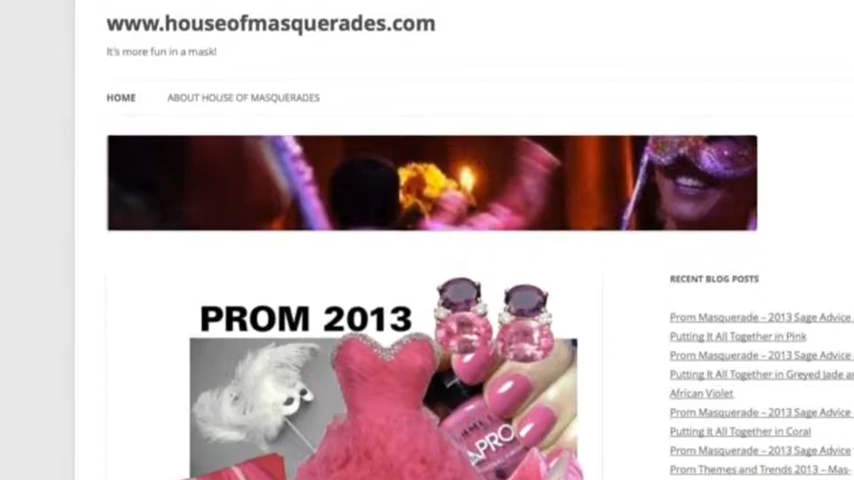 www.houseofmasquerades.com
It's more fun in a mask!
HOME ABOUT HOUSE OF MASQUERADES
PROM 2013
RECENT BLOG POSTS
Prom Masquerade – 2013 Sage Advice
Putting It All Together in Pink
Prom Masquerade – 2013 Sage Advice
Putting It All Together in Greyed Jade
African Violet
Prom Masquerade – 2013 Sage Advice
Putting It All Together in Coral
Prom Masquerade – 2013 Sage Advice
Prom Themes and Trends 2013 – Mas-